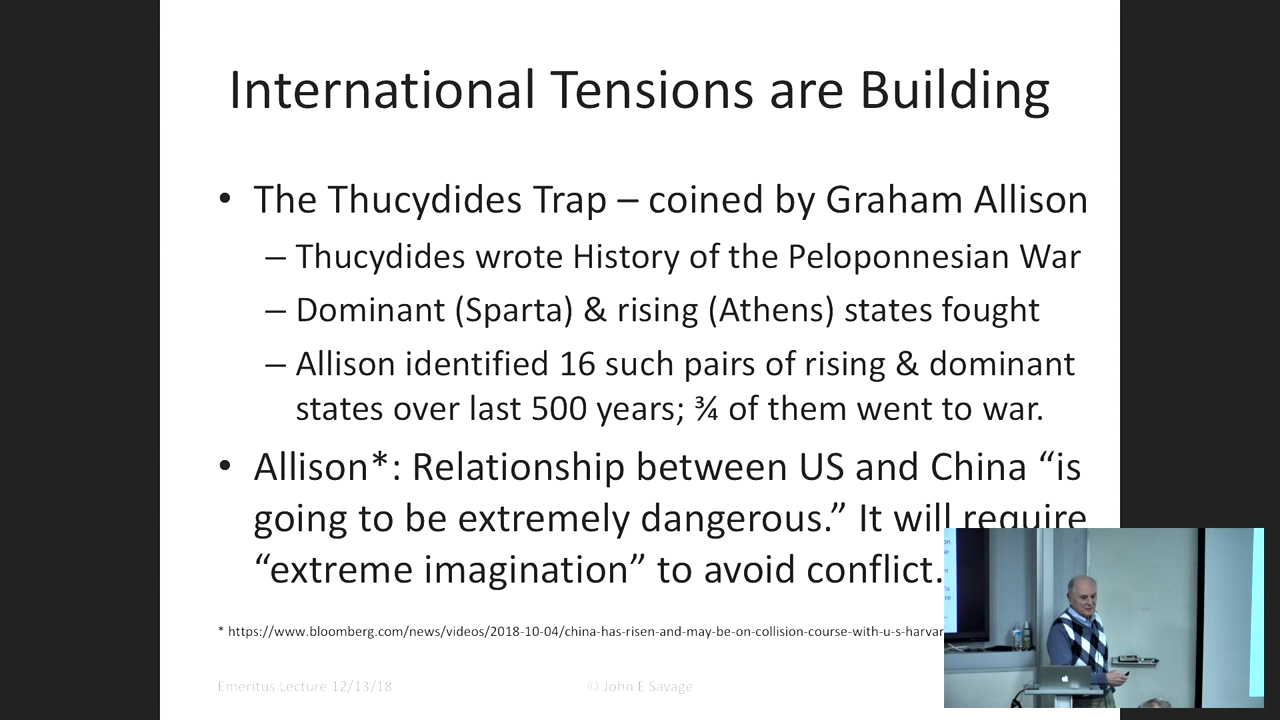 International Tensions are Building
• The Thucydides Trap – coined by Graham Allison
– Thucydides wrote History of the Peloponnesian War
– Dominant (Sparta) & rising (Athens) states fought
– Allison identified 16 such pairs of rising & dominant
states over last 500 years; ¾ of them went to war.
• Allison*: Relationship between US and China “is
going to be extremely dangerous.” It will require
“extreme imagination” to avoid conflict.
* https://www.bloomberg.com/news/videos/2018-10-04/china-has-risen-and-may-be-on-collision-course-with-u-s-harvar
Emeritus Lecture 12/13/18
© John E Savage